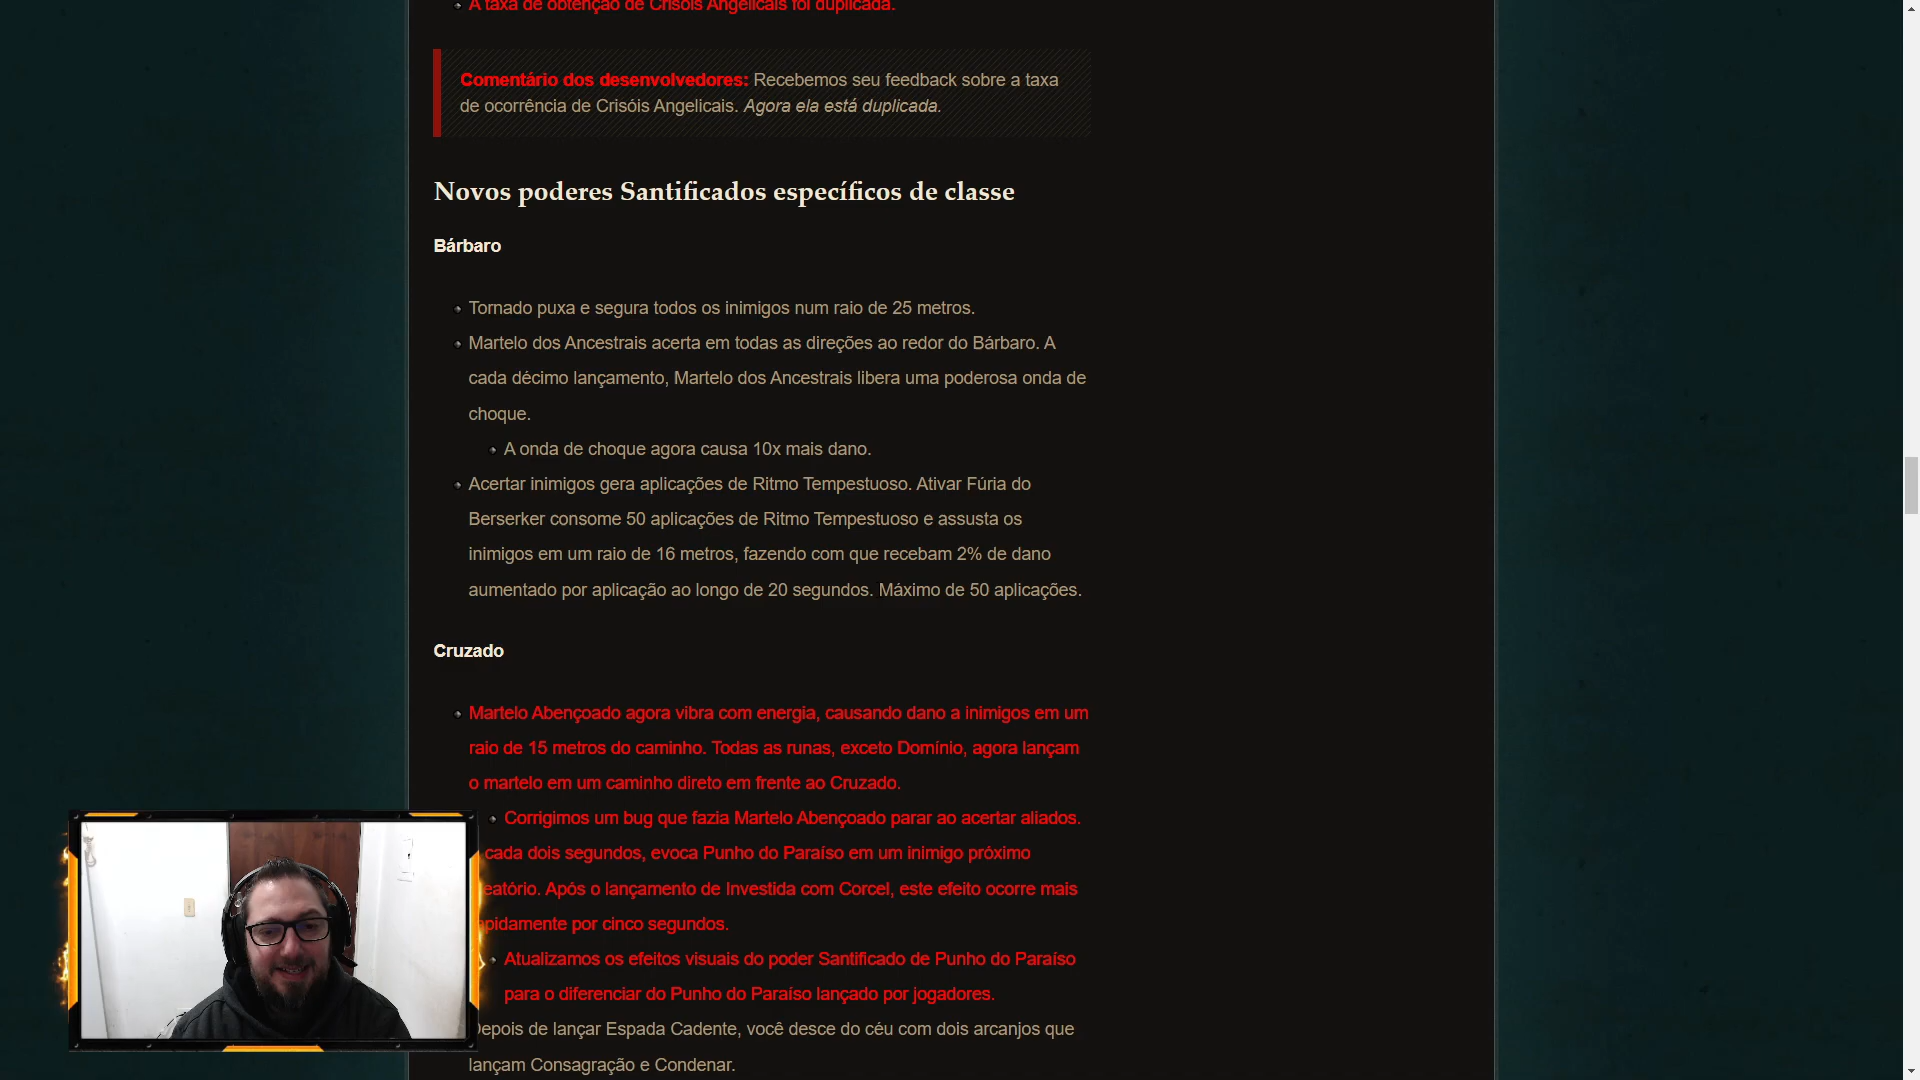 A taxa de obtenção de Crisóis Angelicais foi duplicada.
Comentário dos desenvolvedores: Recebemos seu feedback sobre a taxa
de ocorrência de Crisóis Angelicais. Agora ela está duplicada.
Novos poderes Santificados específicos de classe
Bárbaro
Tornado puxa e segura todos os inimigos num raio de 25 metros.
Martelo dos Ancestrais acerta em todas as direções ao redor do Bárbaro. A
cada décimo lançamento, Martelo dos Ancestrais libera uma poderosa onda de
choque.
A onda de choque agora causa 10x mais dano.
Acertar inimigos gera aplicações de Ritmo Tempestuoso. Ativar Fúria do
Berserker consome 50 aplicações de Ritmo Tempestuoso e assusta os
inimigos em um raio de 16 metros, fazendo com que recebam 2% de dano
aumentado por aplicação ao longo de 20 segundos. Máximo de 50 aplicações.
Cruzado
Martelo Abençoado agora vibra com energia, causando dano a inimigos em um
raio de 15 metros do caminho. Todas as runas, exceto Domínio, agora lançam
o martelo em um caminho direto em frente ao Cruzado.
Corrigimos um bug que fazia Martelo Abençoado parar ao acertar aliados.
cada dois segundos, evoca Punho do Paraíso em um inimigo próximo
eatório. Após o lançamento de Investida com Corcel, este efeito ocorre mais
pidamente por cinco segundos.
Atualizamos os efeitos visuais do poder Santificado de Punho do Paraíso
para o diferenciar do Punho do Paraíso lançado por jogadores.
Depois de lançar Espada Cadente, você desce do céu com dois arcanjos que
lançam Consagração e Condenar.